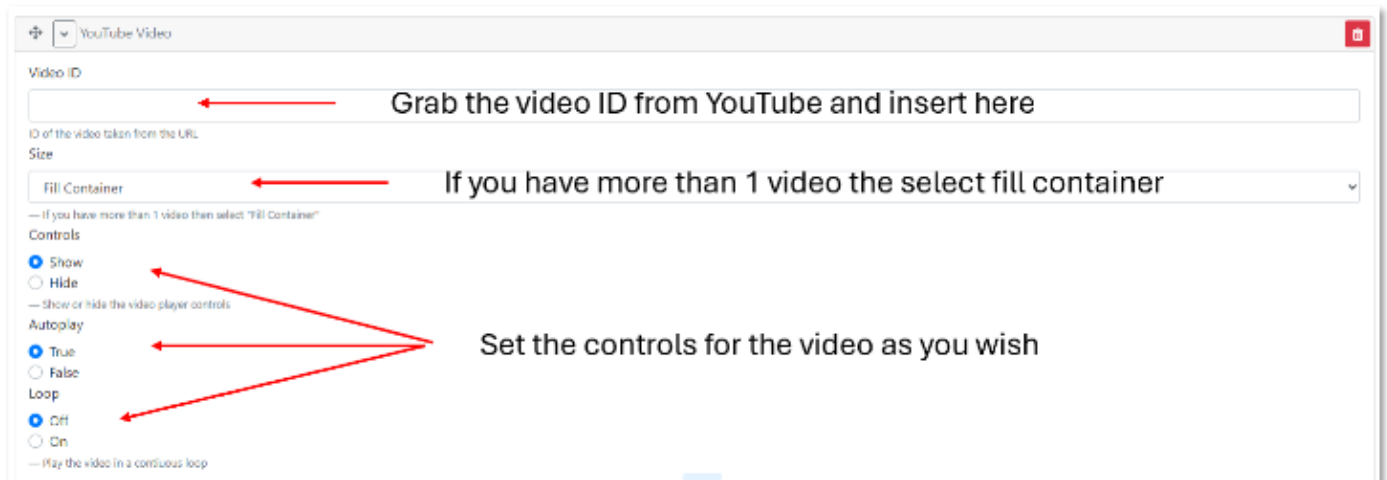 YouTube Video
Video ID
Grab the video ID from YouTube and insert here
ID of the video taken from the URL
Size
Fill Container
If you have more than 1 video the select fill container
— If you have more than 1 video then select "Fill Container"
Controls
Show
Hide
— Show or hide the video player controls
Autoplay
True
False
Set the controls for the video as you wish
Loop
Off
On
— Play the video in a contiuous loop